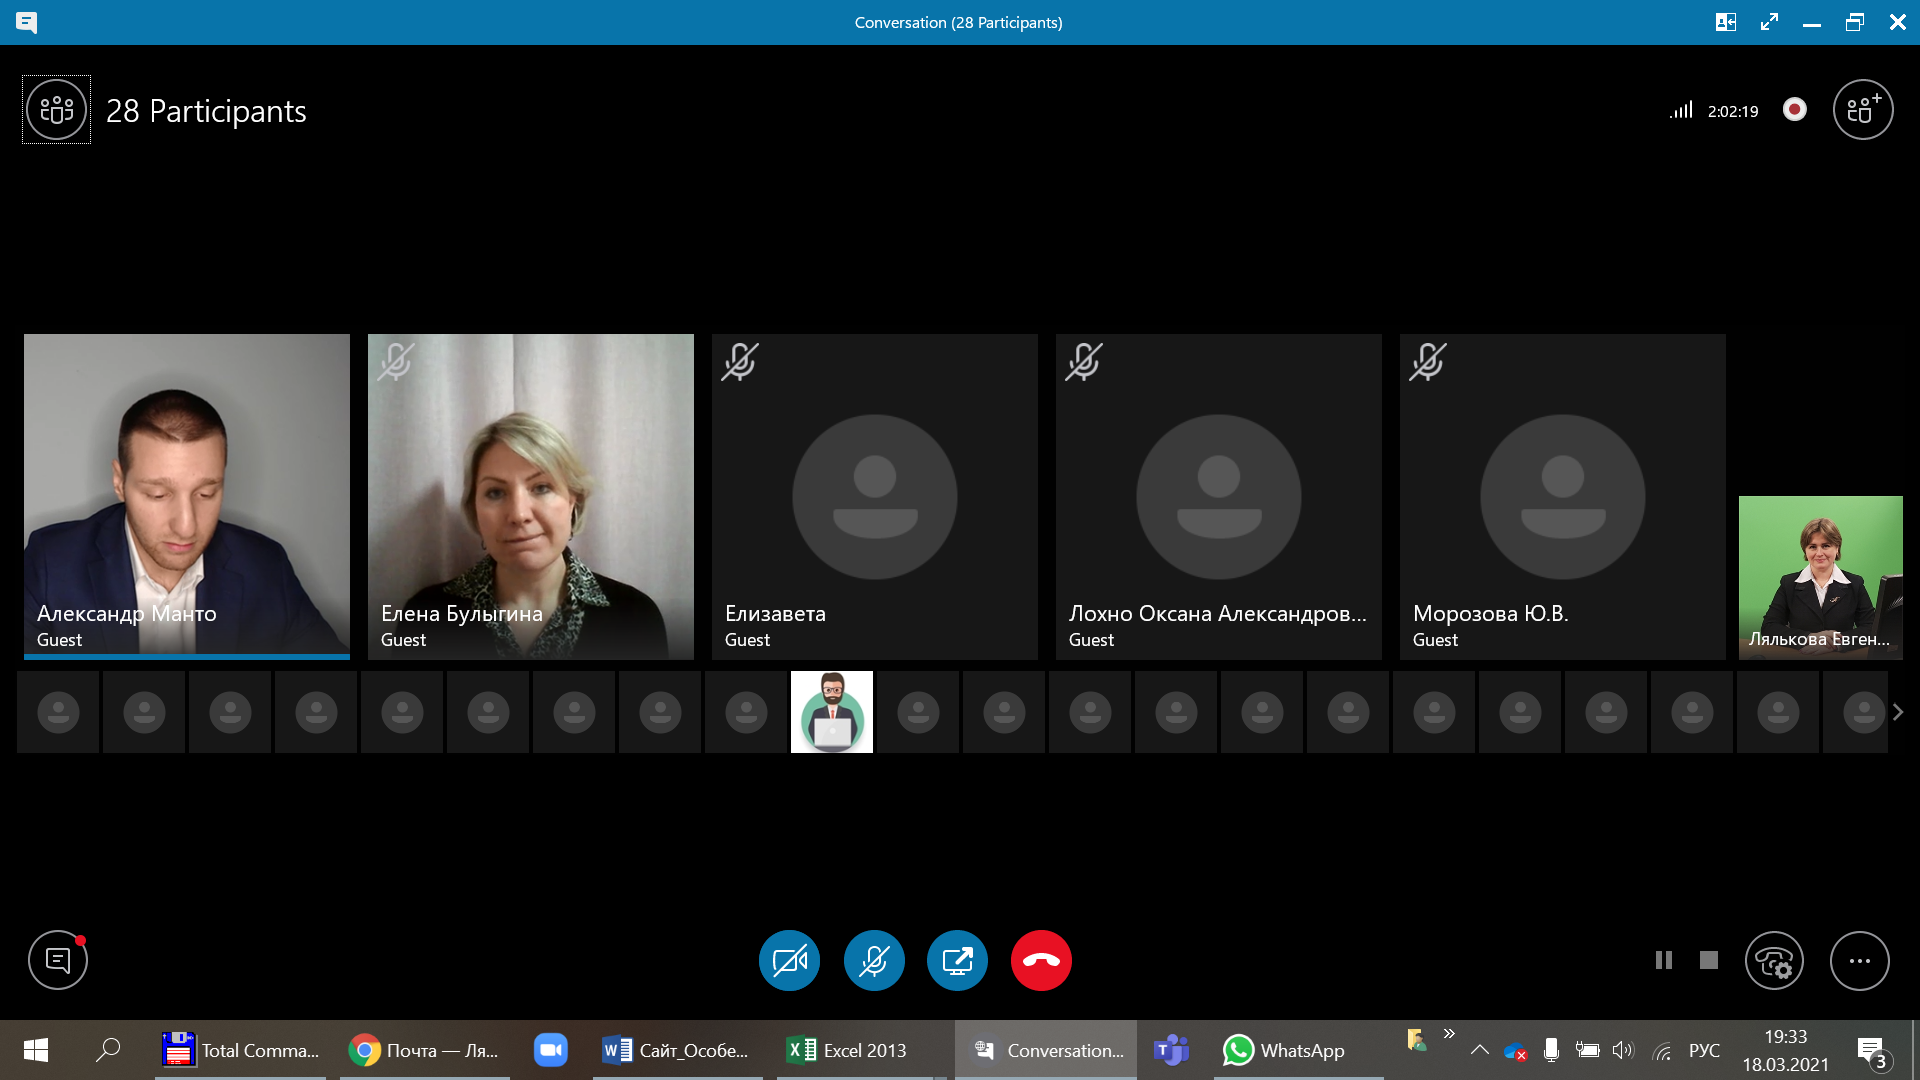 Conversation (28 Participants)
28 Participants
2:02:19
Александр Манто
Guest
Елена Булыгина
Guest
Елизавета
Guest
Лохно Оксана Александров...
Guest
Морозова Ю.В.
Guest
Лялькова Евген...
Total Comma...
Почта — Ля...
Сайт_Особе...
Excel 2013
Conversation...
WhatsApp
РУС
19:33
18.03.2021
3